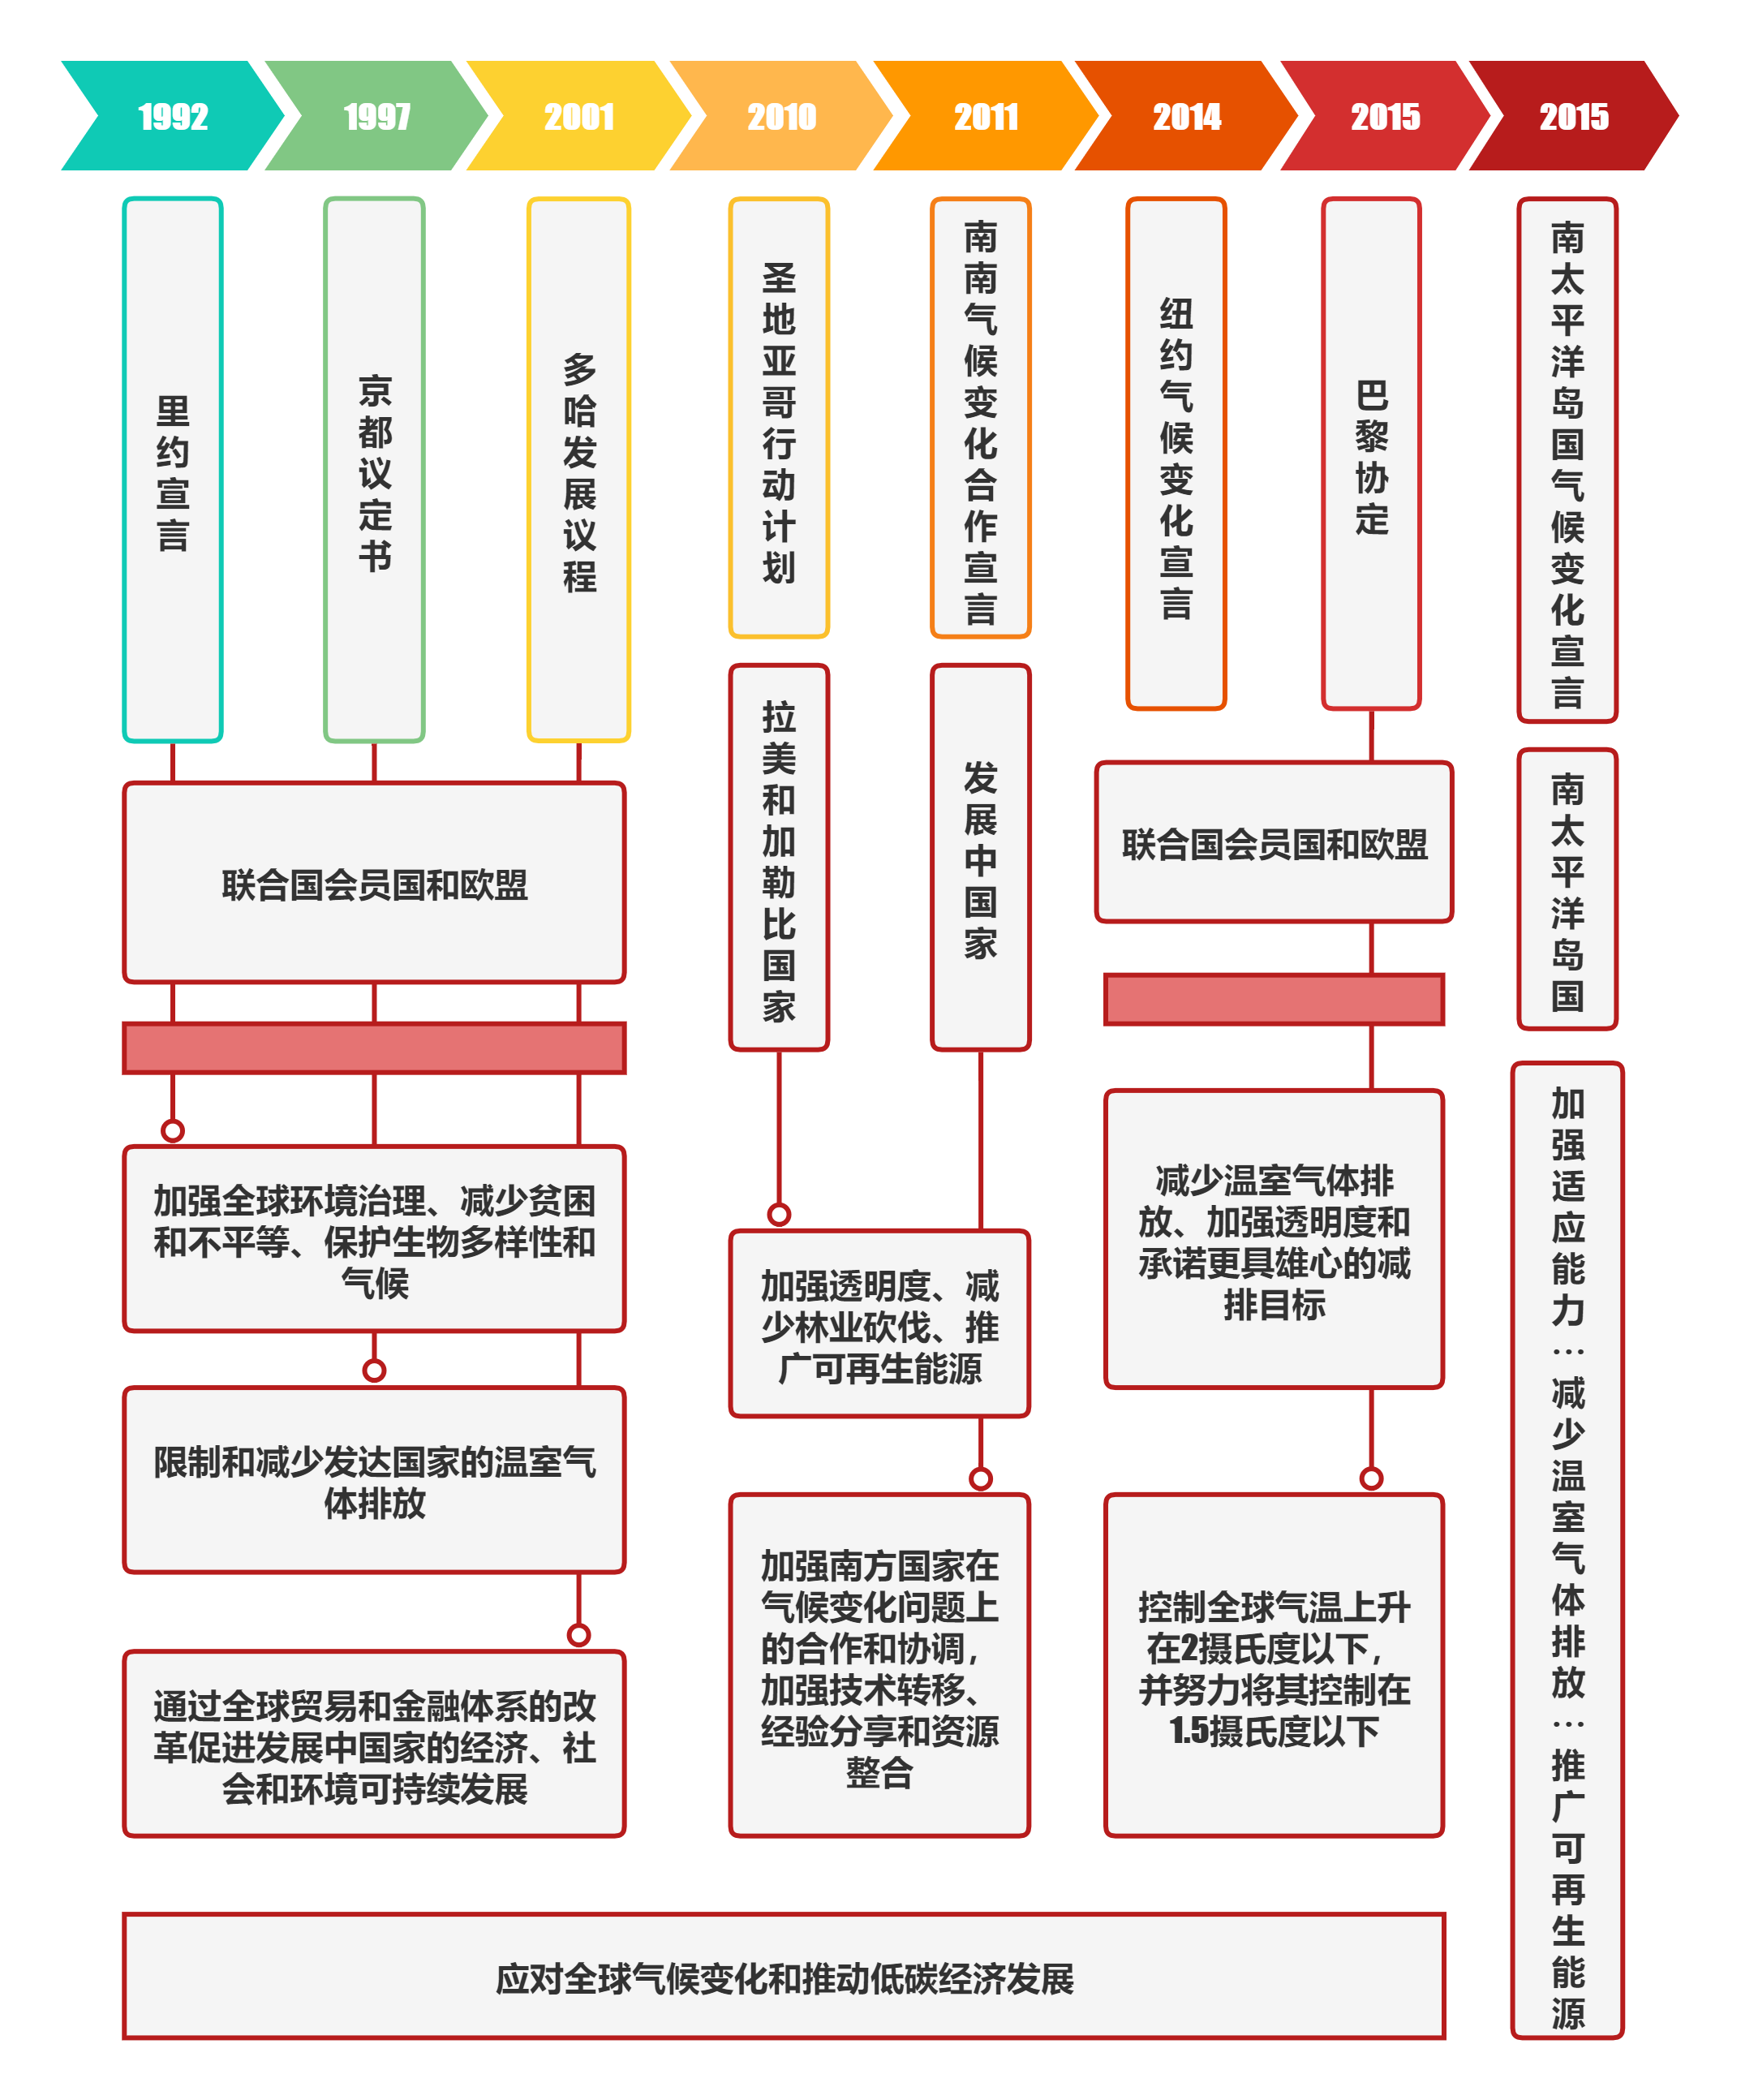 1992
1997
2001
2010
2011
2014
2015
2015
里约宣言
京都议定书
多哈发展议程
圣地亚哥行动计划
南南气候变化合作宣言
纽约气候变化宣言
巴黎协定
南太平洋岛国气候变化宣言
联合国会员国和欧盟
拉美和加勒比国家
发展中国家
联合国会员国和欧盟
南太平洋岛国
加强全球环境治理、减少贫困
和不平等、保护生物多样性和
气候
限制和减少发达国家的温室气
体排放
通过全球贸易和金融体系的改
革促进发展中国家的经济、社
会和环境可持续发展
加强透明度、减
少林业砍伐、推
广可再生能源
加强南方国家在
气候变化问题上
的合作和协调，
加强技术转移、
经验分享和资源
整合
减少温室气体排
放、加强透明度和
承诺更具雄心的减
排目标
控制全球气温上升
在2摄氏度以下，
并努力将其控制在
1.5摄氏度以下
加强适应能力…减少温室气体排放…推广可再生能源
应对全球气候变化和推动低碳经济发展